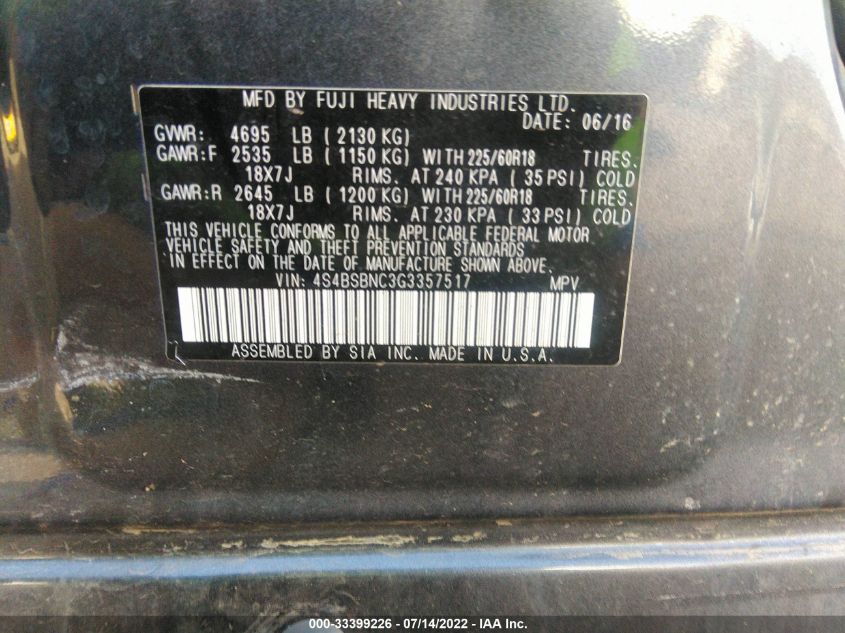 MFD BY FUJI HEAVY INDUSTRIES LTD.
DATE: 06/16
GVWR: 4695 LB ( 2130 KG)
GAWR:F 2535 LB ( 1150 KG) WITH 225/60R18 TIRES.
18X7J RIMS. AT 240 KPA ( 35 PSI) COLD
GAWR:R 2645 LB ( 1200 KG) WITH 225/60R18 TIRES.
18X7J RIMS. AT 230 KPA ( 33 PSI) COLD
THIS VEHICLE CONFORMS TO ALL APPLICABLE FEDERAL MOTOR
VEHICLE SAFETY AND THEFT PREVENTION STANDARDS
IN EFFECT ON THE DATE OF MANUFACTURE SHOWN ABOVE.
VIN: 4S4BSBNC3G3357517 MPV
ASSEMBLED BY SIA INC. MADE IN U.S.A.
000-33399226 - 07/14/2022 - IAA Inc.